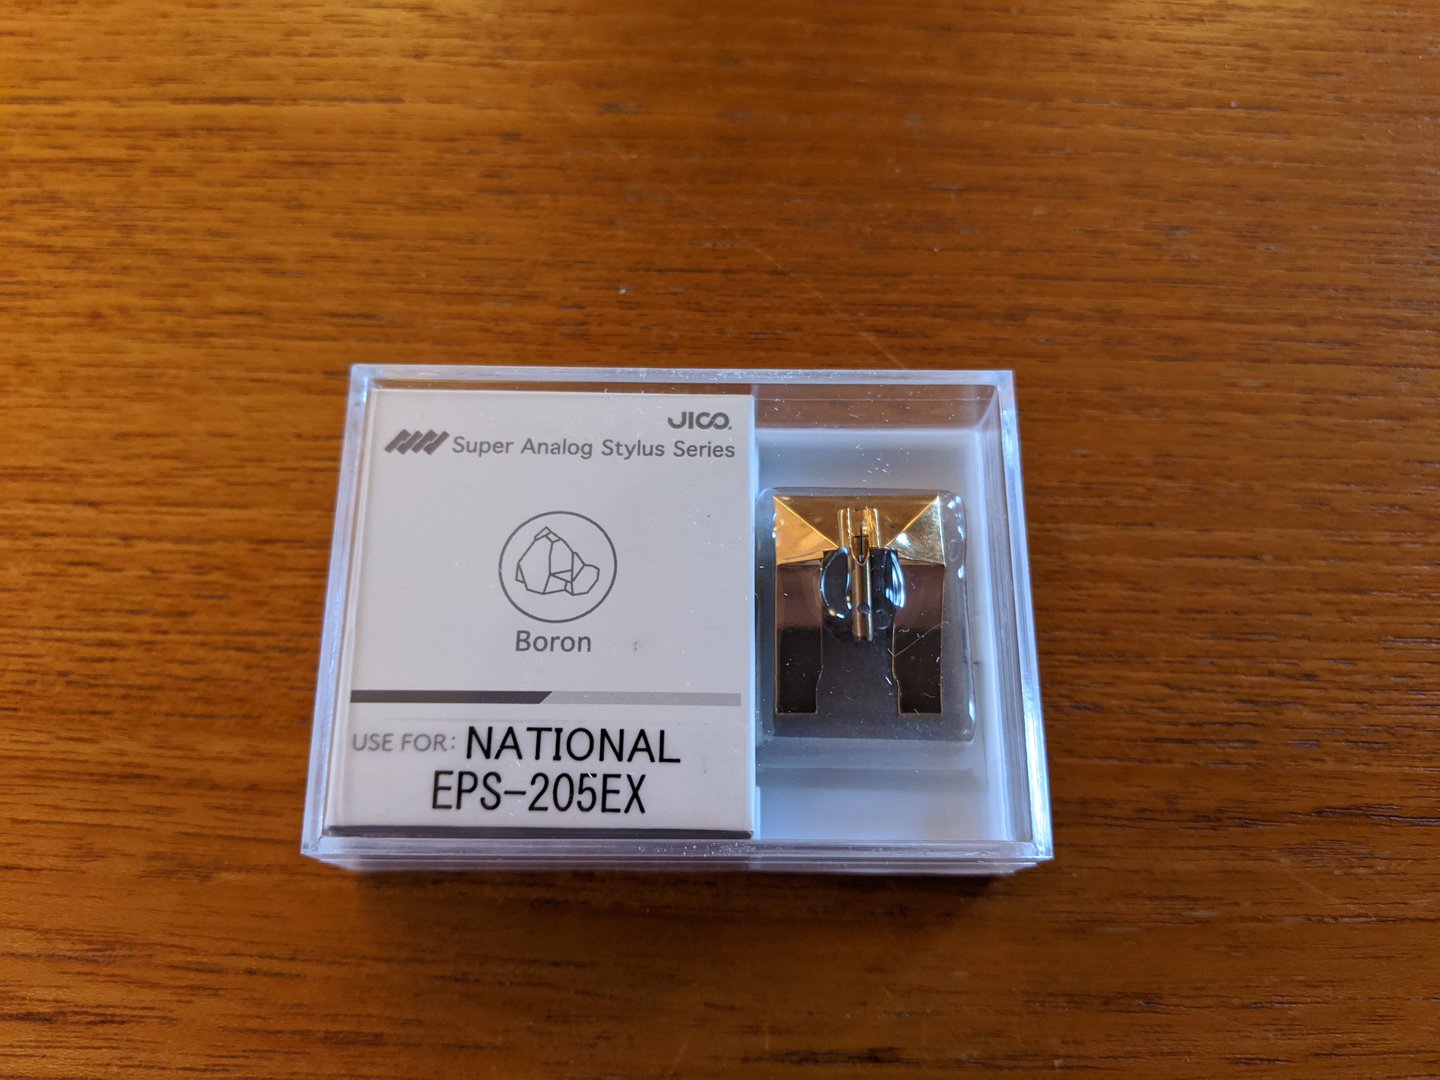 JICO
Super Analog Stylus Series
Boron
USE FOR: NATIONAL
EPS-205EX